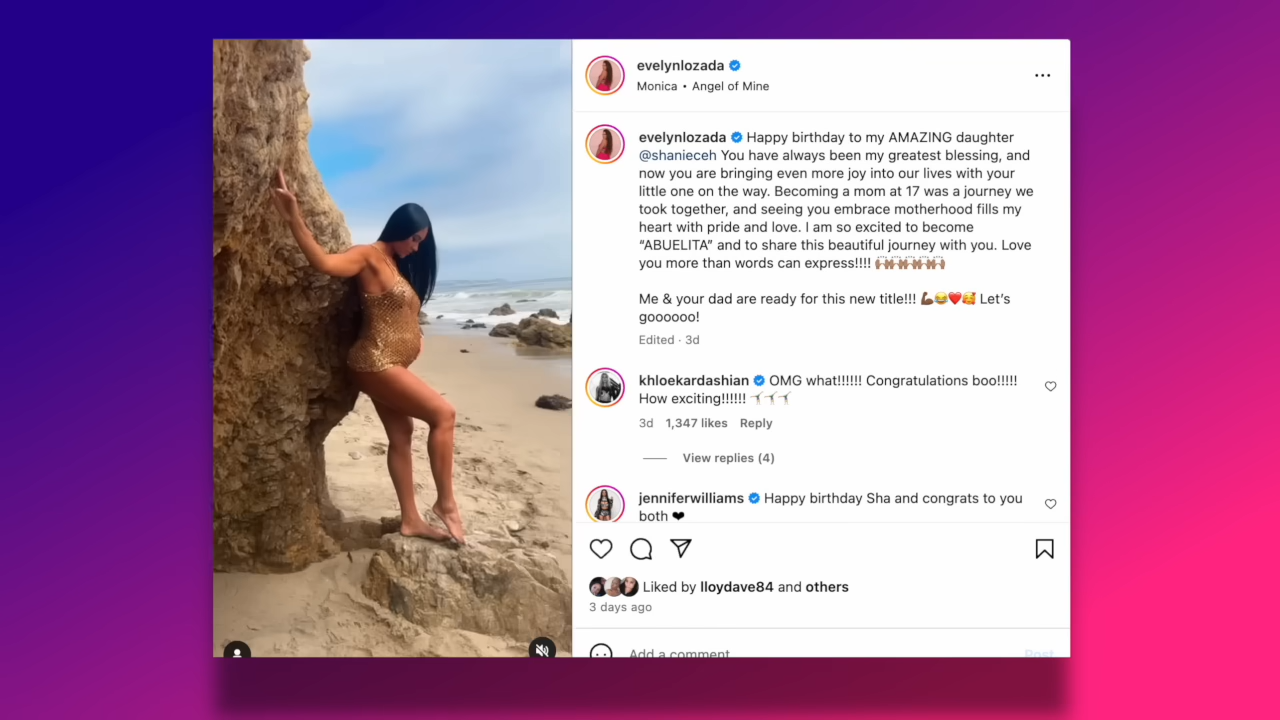 evelynlozada
Monica • Angel of Mine
evelynlozada Happy birthday to my AMAZING daughter
@shanieceh You have always been my greatest blessing, and
now you are bringing even more joy into our lives with your
little one on the way. Becoming a mom at 17 was a journey we
took together, and seeing you embrace motherhood fills my
heart with pride and love. I am so excited to become
“ABUELITA” and to share this beautiful journey with you. Love
you more than words can express!!!! 🙌🏽🙌🏽🙌🏽🙌🏽🙌🏽
Me & your dad are ready for this new title!!! 💪🏾😂❤️🥰 Let’s
goooooo!
Edited · 3d
khloekardashian OMG what!!!!!! Congratulations boo!!!!!
How exciting!!!!!! 🤸🏼‍♀️🤸🏼‍♀️🤸🏼‍♀️
3d 1,347 likes Reply
View replies (4)
jenniferwilliams Happy birthday Sha and congrats to you
both ❤
Liked by lloydave84 and others
3 days ago
Add a comment
Post